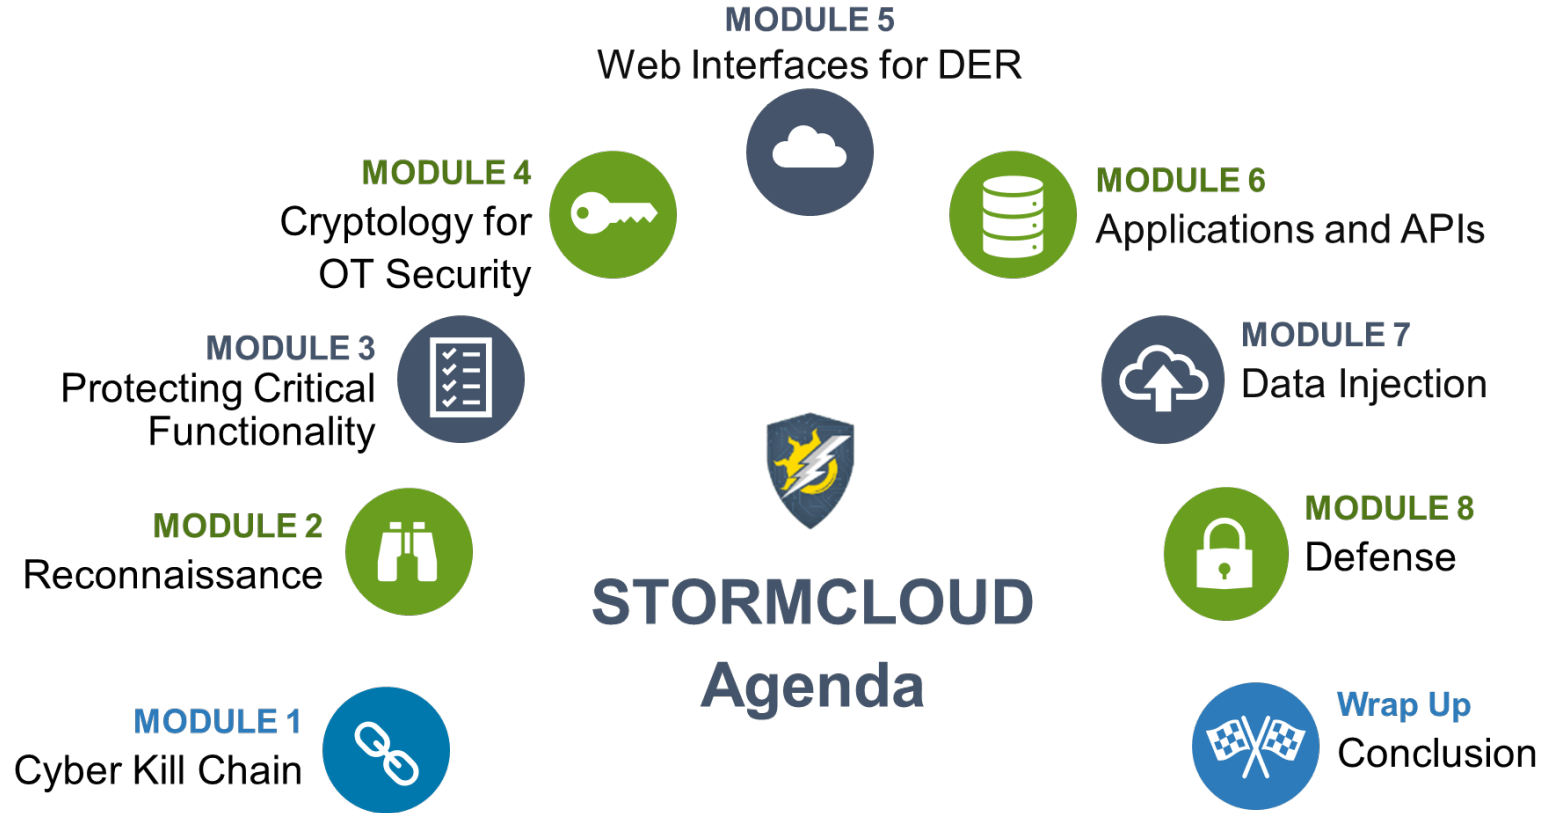 MODULE 5
Web Interfaces for DER
MODULE 4
Cryptology for
OT Security
MODULE 6
Applications and APIs
MODULE 3
Protecting Critical
Functionality
MODULE 7
Data Injection
MODULE 2
Reconnaissance
MODULE 8
Defense
STORMCLOUD
Agenda
MODULE 1
Cyber Kill Chain
Wrap Up
Conclusion